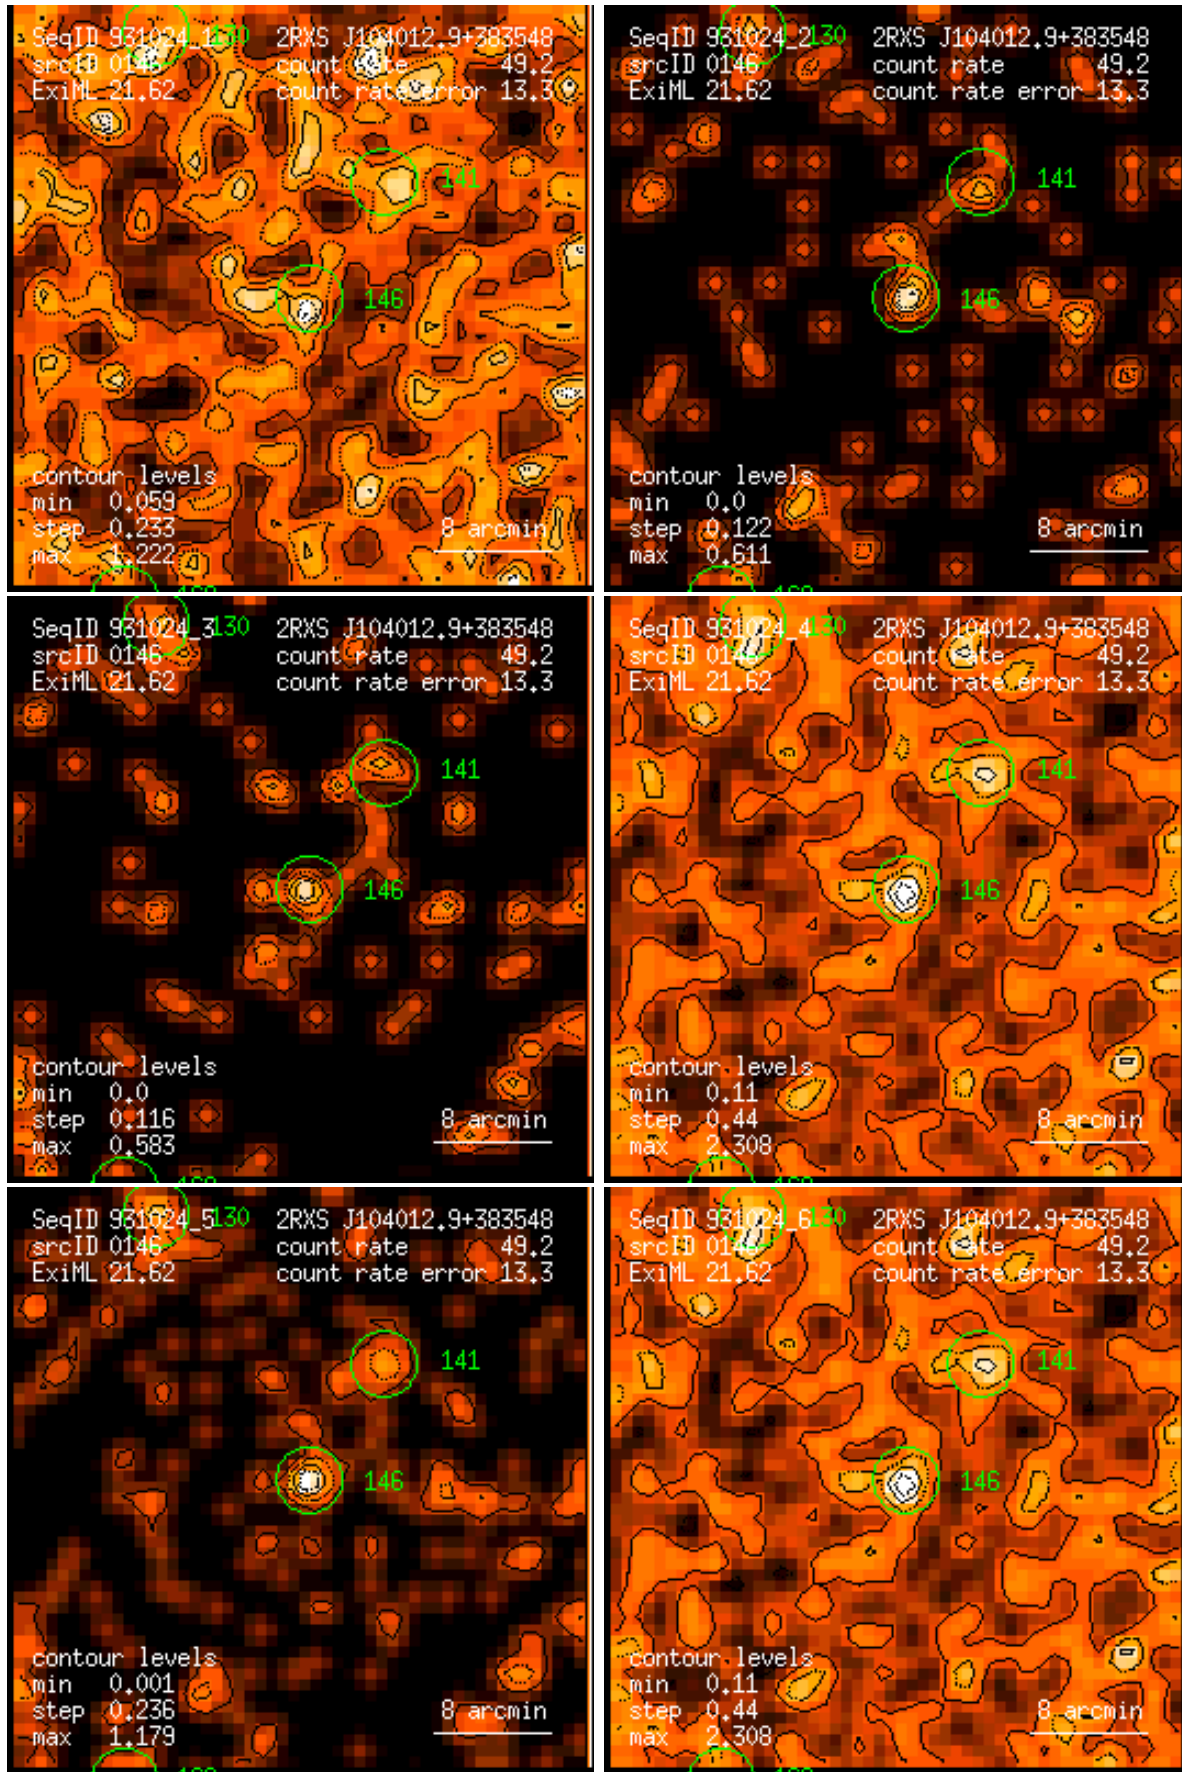 SeqID 931024_1 130 2RXS J104012.9+383548
srcID 0146 count rate 49.2
ExiML 21.62 count rate error 13.3
141
146
contour levels
min 0.059
step 0.233
max 1.222
8 arcmin
SeqID 931024_2 130 2RXS J104012.9+383548
srcID 0146 count rate 49.2
ExiML 21.62 count rate error 13.3
141
146
contour levels
min 0.0
step 0.122
max 0.611
8 arcmin
SeqID 931024_3 130 2RXS J104012.9+383548
srcID 0146 count rate 49.2
ExiML 21.62 count rate error 13.3
141
146
contour levels
min 0.0
step 0.116
max 0.583
8 arcmin
SeqID 931024_4 130 2RXS J104012.9+383548
srcID 0146 count rate 49.2
ExiML 21.62 count rate error 13.3
141
146
contour levels
min 0.11
step 0.44
max 2.308
8 arcmin
SeqID 931024_5 130 2RXS J104012.9+383548
srcID 0146 count rate 49.2
ExiML 21.62 count rate error 13.3
141
146
contour levels
min 0.001
step 0.236
max 1.179
8 arcmin
SeqID 931024_6 130 2RXS J104012.9+383548
srcID 0146 count rate 49.2
ExiML 21.62 count rate error 13.3
141
146
contour levels
min 0.11
step 0.44
max 2.308
8 arcmin